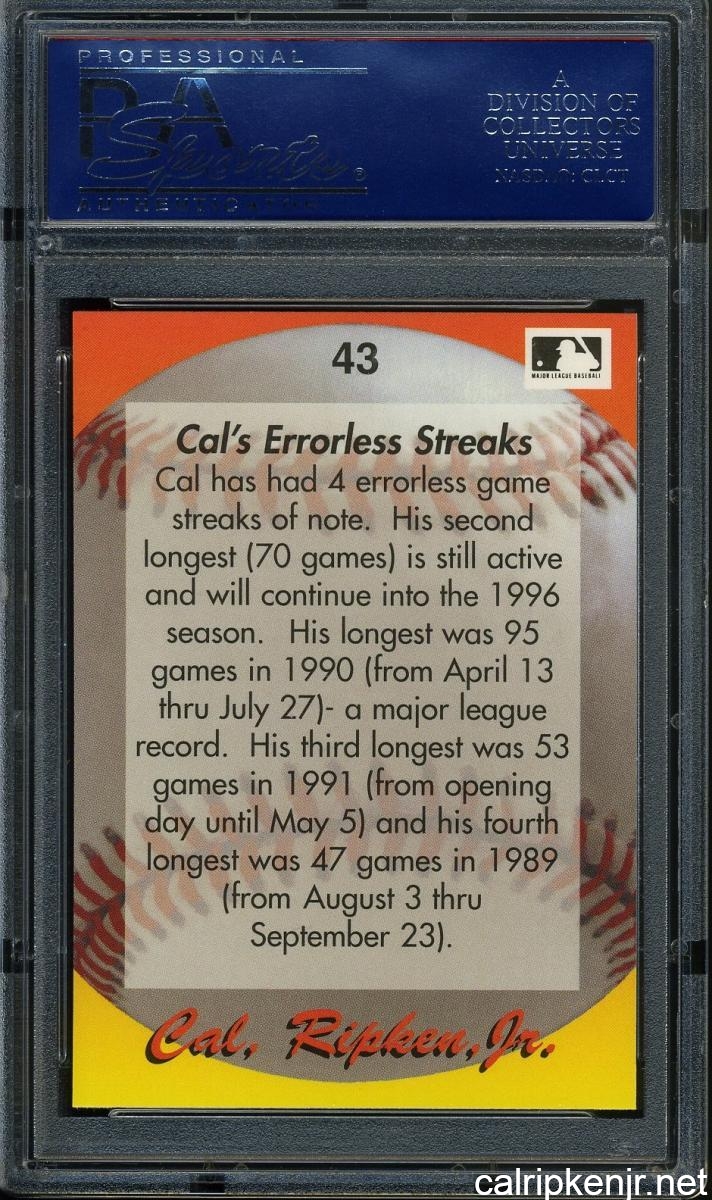 PROFESSIONAL
PSA
Sports
AUTHENTICATOR
A
DIVISION OF
COLLECTORS
UNIVERSE
CLCT
43
MAJOR LEAGUE BASEBALL
Cal's Errorless Streaks
Cal has had 4 errorless game
streaks of note. His second
longest (70 games) is still active
and will continue into the 1996
season. His longest was 95
games in 1990 (from April 13
thru July 27)- a major league
record. His third longest was 53
games in 1991 (from opening
day until May 5) and his fourth
longest was 47 games in 1989
(from August 3 thru
September 23).
Cal, Ripken, Jr.
calripkenjr.net